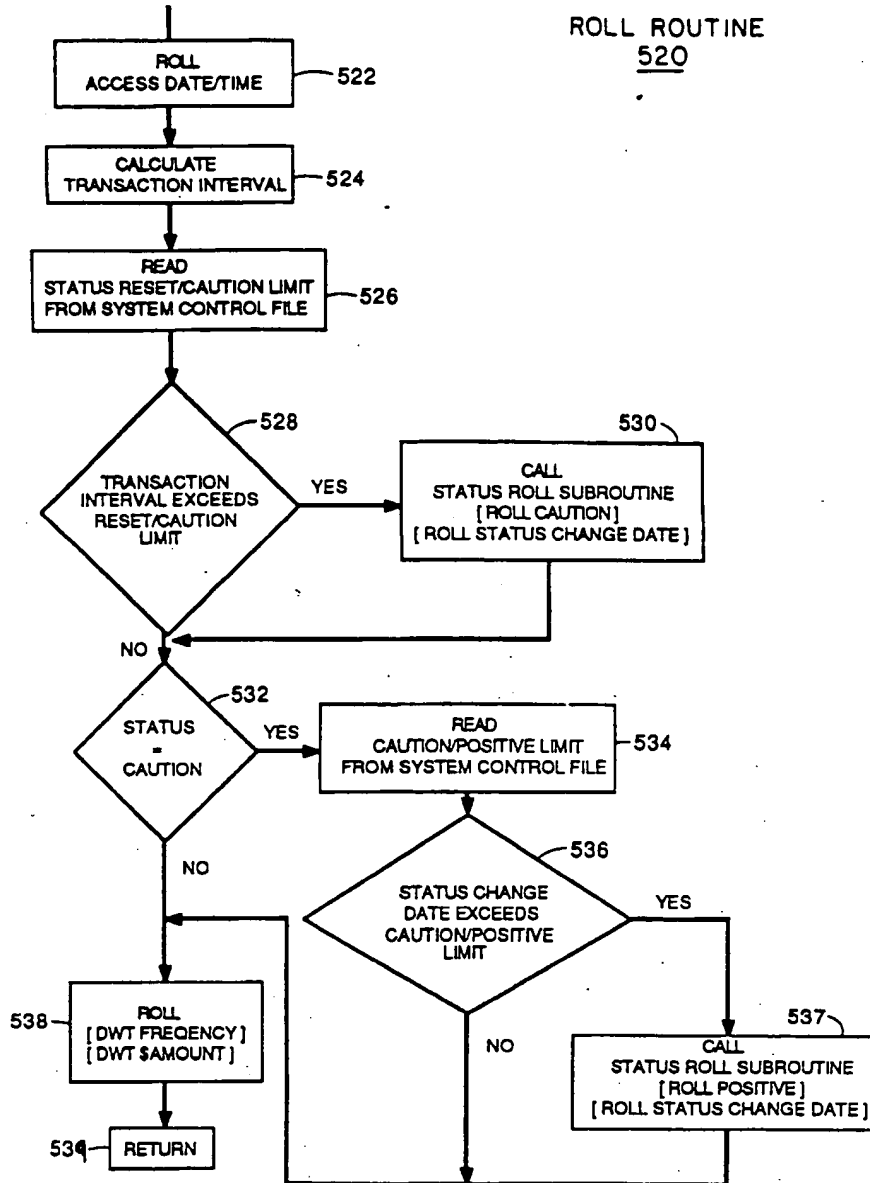 ROLL ROUTINE
520
ROLL
ACCESS DATE/TIME
522
CALCULATE
TRANSACTION INTERVAL
524
READ
STATUS RESET/CAUTION LIMIT
FROM SYSTEM CONTROL FILE
526
528
TRANSACTION
INTERVAL EXCEEDS
RESET/CAUTION
LIMIT
YES
530
CALL
STATUS ROLL SUBROUTINE
[ ROLL CAUTION ]
[ ROLL STATUS CHANGE DATE ]
NO
532
STATUS
=
CAUTION
YES
READ
CAUTION/POSITIVE LIMIT
FROM SYSTEM CONTROL FILE
534
NO
536
STATUS CHANGE
DATE EXCEEDS
CAUTION/POSITIVE
LIMIT
YES
NO
537
CALL
STATUS ROLL SUBROUTINE
[ ROLL POSITIVE ]
[ ROLL STATUS CHANGE DATE ]
538
ROLL
[ DWT FREQENCY ]
[ DWT $AMOUNT ]
539
RETURN